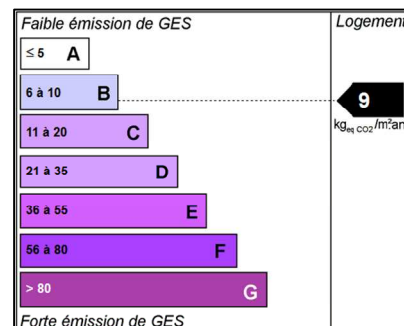 Faible émission de GES
Logement
≤ 5 A
6 à 10 B
9
kgeq CO2/m².an
11 à 20 C
21 à 35 D
36 à 55 E
56 à 80 F
> 80 G
Forte émission de GES